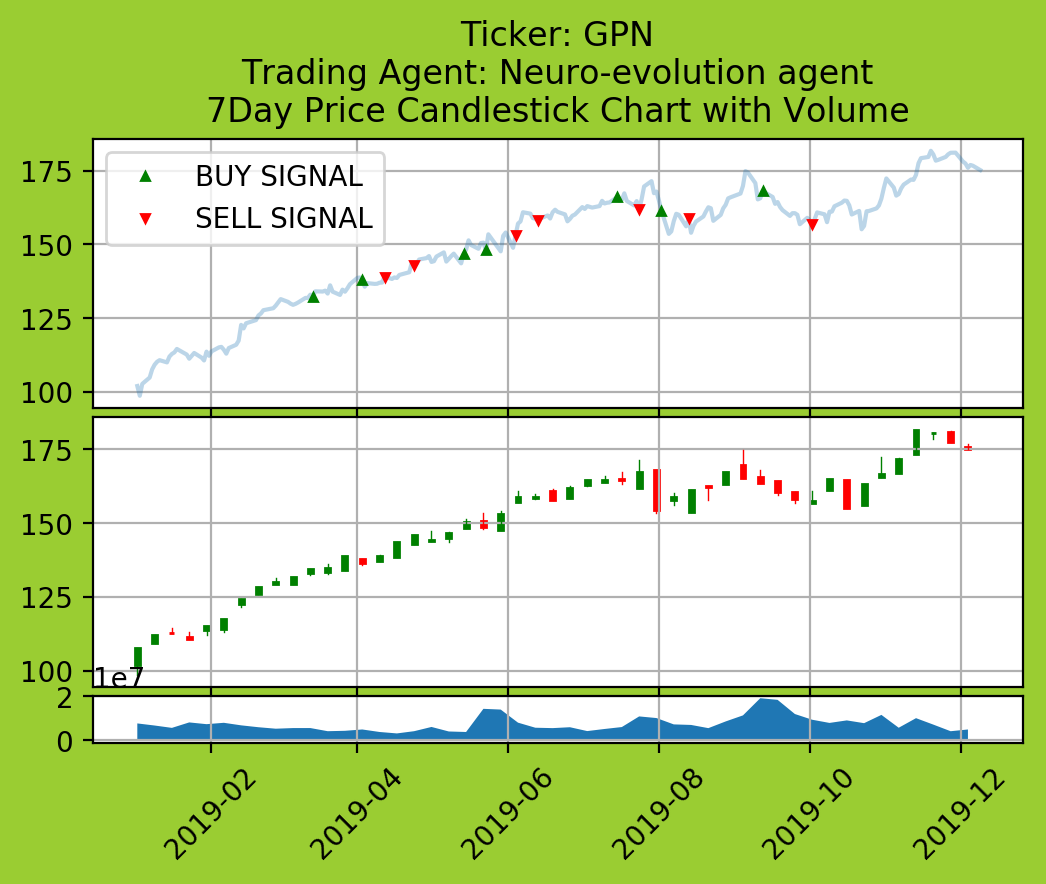 Ticker: GPN
Trading Agent: Neuro-evolution agent
7Day Price Candlestick Chart with Volume
BUY SIGNAL
SELL SIGNAL
175
150
125
100
175
150
125
100
1e7
2
0
2019-02
2019-04
2019-06
2019-08
2019-10
2019-12